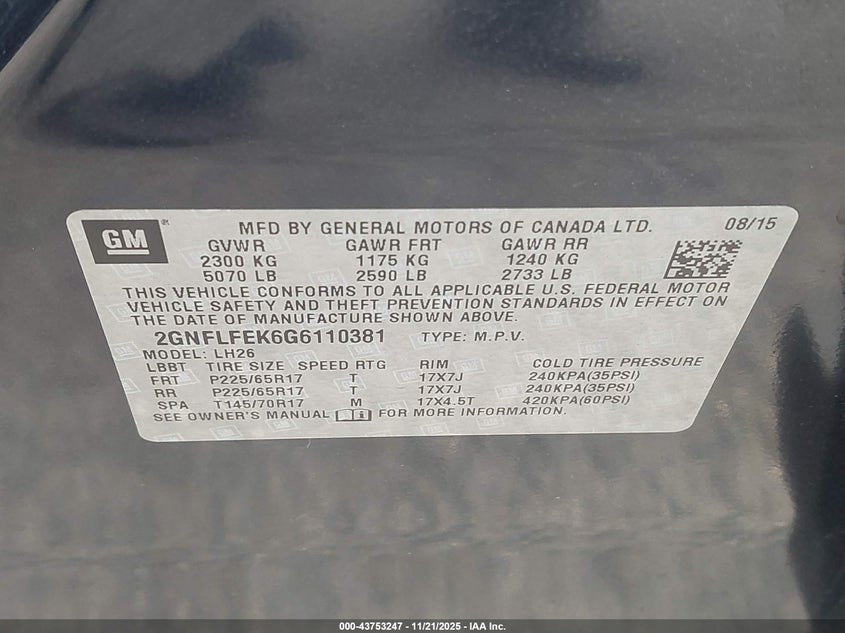 GM® MFD BY GENERAL MOTORS OF CANADA LTD. 08/15
GVWR GAWR FRT GAWR RR
2300 KG 1175 KG 1240 KG
5070 LB 2590 LB 2733 LB
THIS VEHICLE CONFORMS TO ALL APPLICABLE U.S. FEDERAL MOTOR
VEHICLE SAFETY AND THEFT PREVENTION STANDARDS IN EFFECT ON
THE DATE OF MANUFACTURE SHOWN ABOVE.
2GNFLFEK6G6110381 TYPE: M.P.V.
MODEL: LH26
LBBT TIRE SIZE SPEED RTG RIM COLD TIRE PRESSURE
FRT P225/65R17 T 17X7J 240KPA(35PSI)
RR P225/65R17 T 17X7J 240KPA(35PSI)
SPA T145/70R17 M 17X4.5T 420KPA(60PSI)
SEE OWNER'S MANUAL FOR MORE INFORMATION.
000-43753247 - 11/21/2025 - IAA Inc.